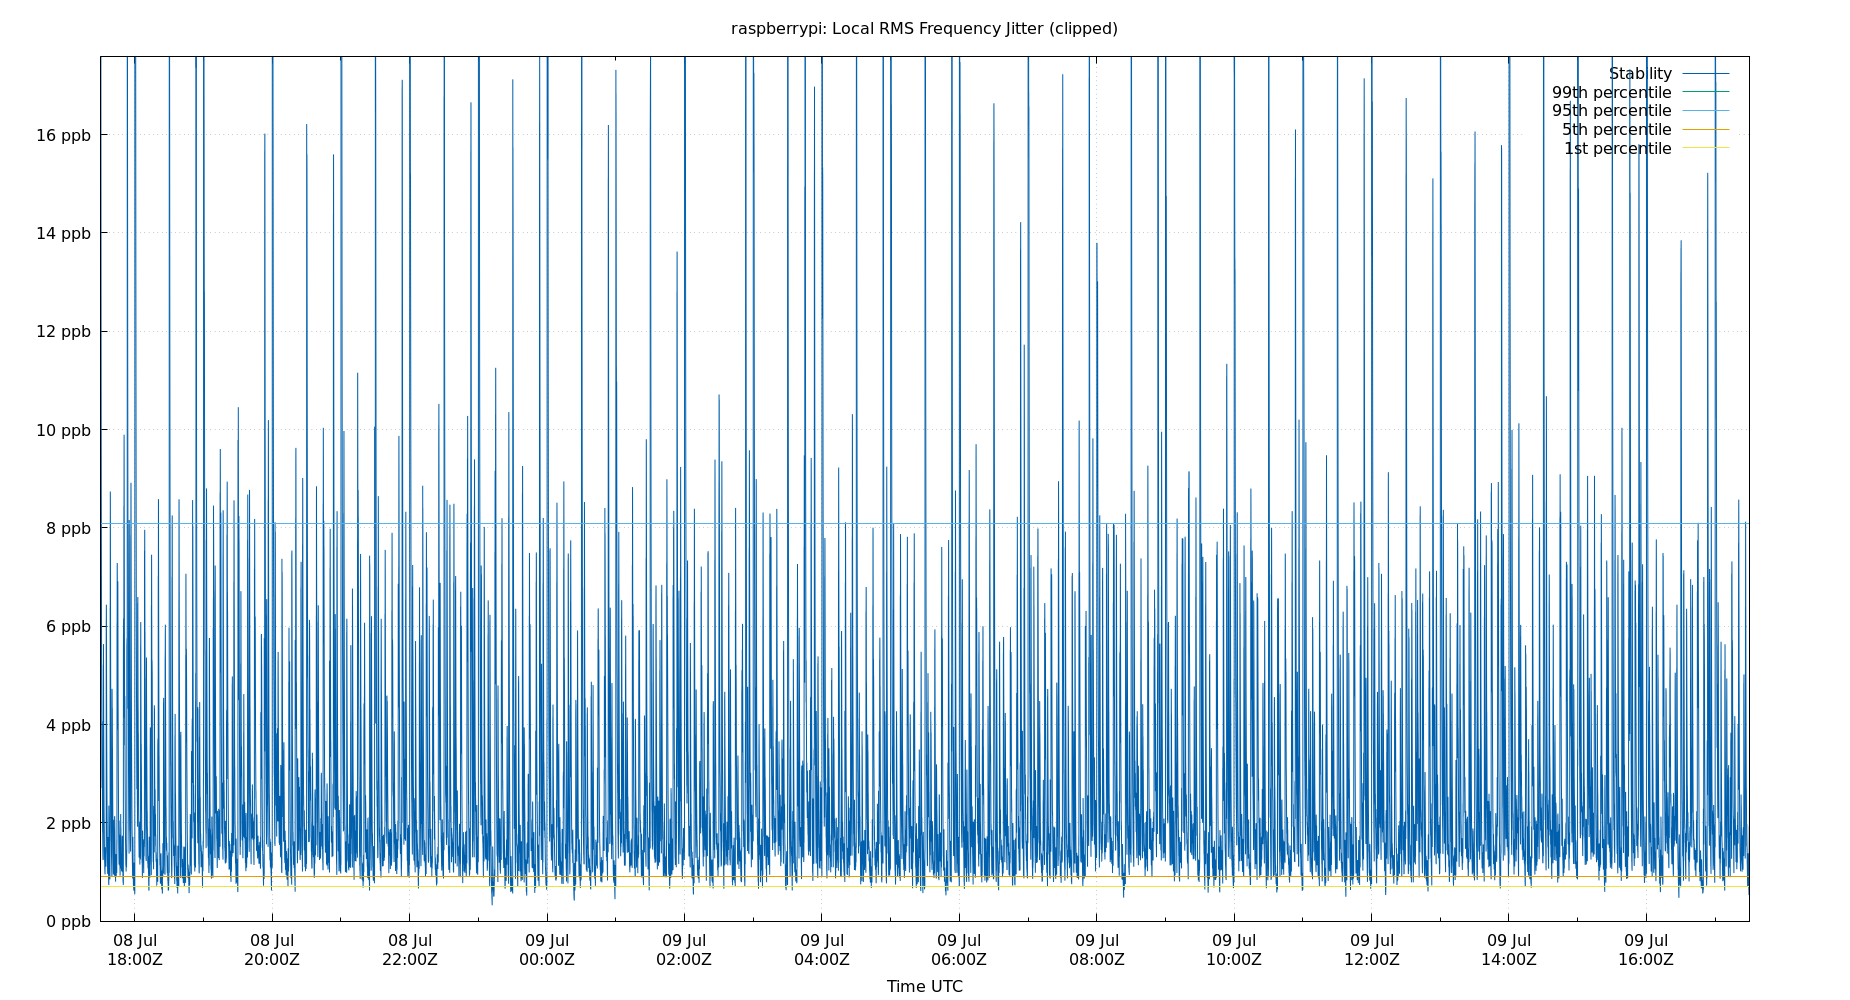 raspberrypi: Local RMS Frequency Jitter (clipped)
Stability
99th percentile
95th percentile
5th percentile
1st percentile
16 ppb
14 ppb
12 ppb
10 ppb
8 ppb
6 ppb
4 ppb
2 ppb
0 ppb
08 Jul 08 Jul 08 Jul 09 Jul 09 Jul 09 Jul 09 Jul 09 Jul 09 Jul 09 Jul 09 Jul 09 Jul
18:00Z 20:00Z 22:00Z 00:00Z 02:00Z 04:00Z 06:00Z 08:00Z 10:00Z 12:00Z 14:00Z 16:00Z
Time UTC